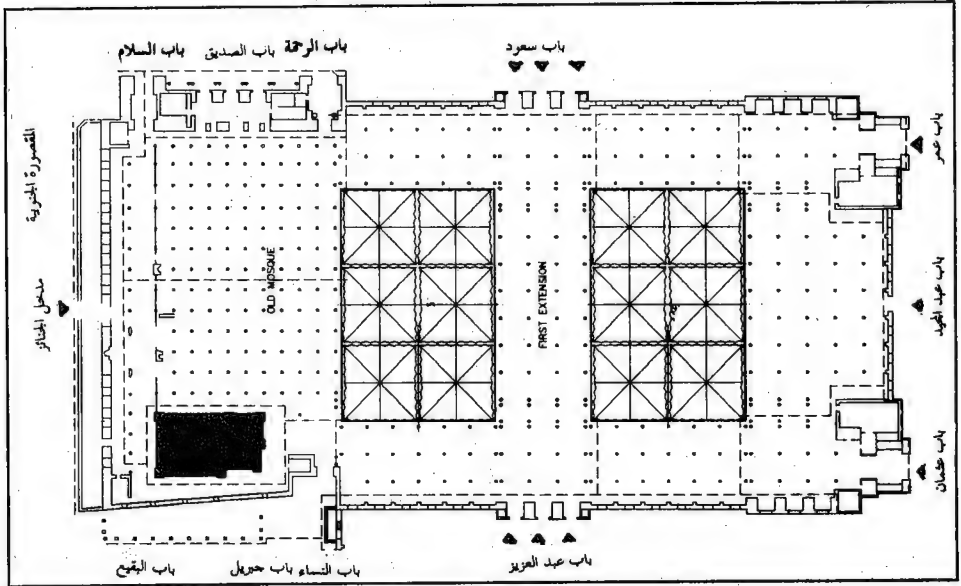 باب السلام
باب الصديق
باب الرحمة
باب سعود
باب عمر
باب عبد المجيد
باب عثمان
باب عبد العزيز
باب النساء
باب جبريل
باب البقيع
مدخل الجنائز
المقصورة الجنوبية
OLD MOSQUE
FIRST EXTENSION